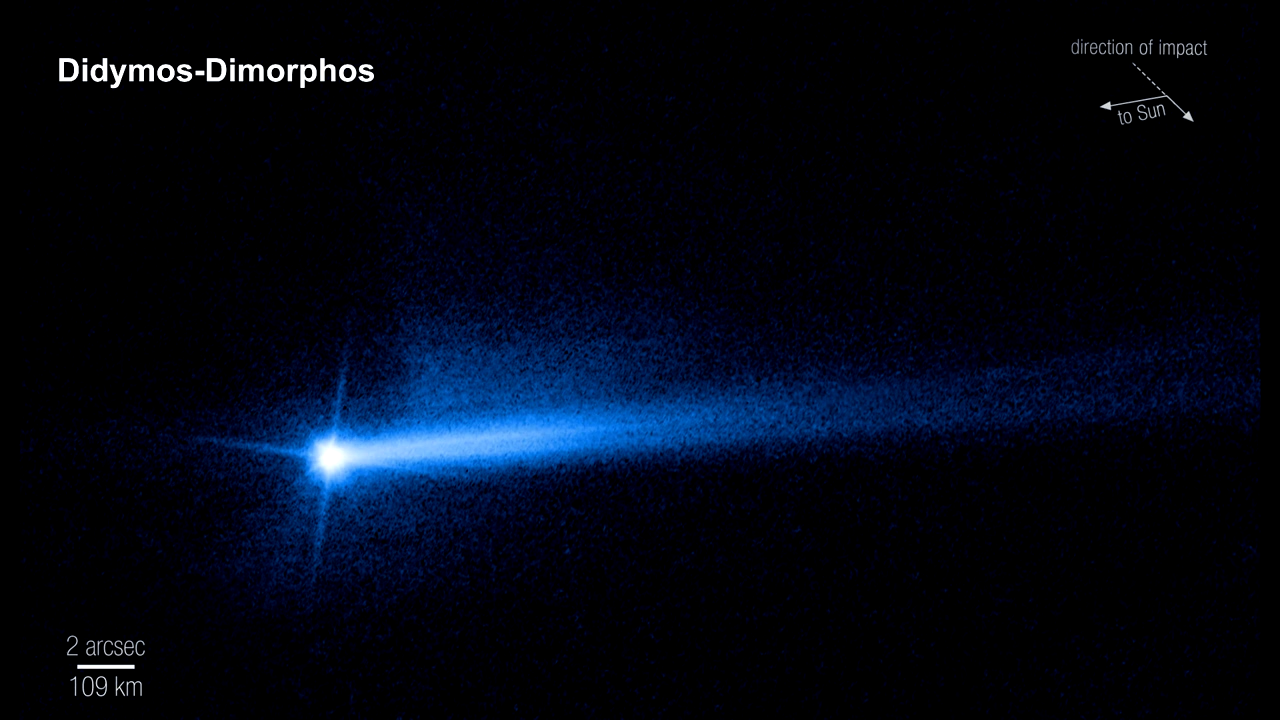 Didymos-Dimorphos
direction of impact
to Sun
2 arcsec
109 km